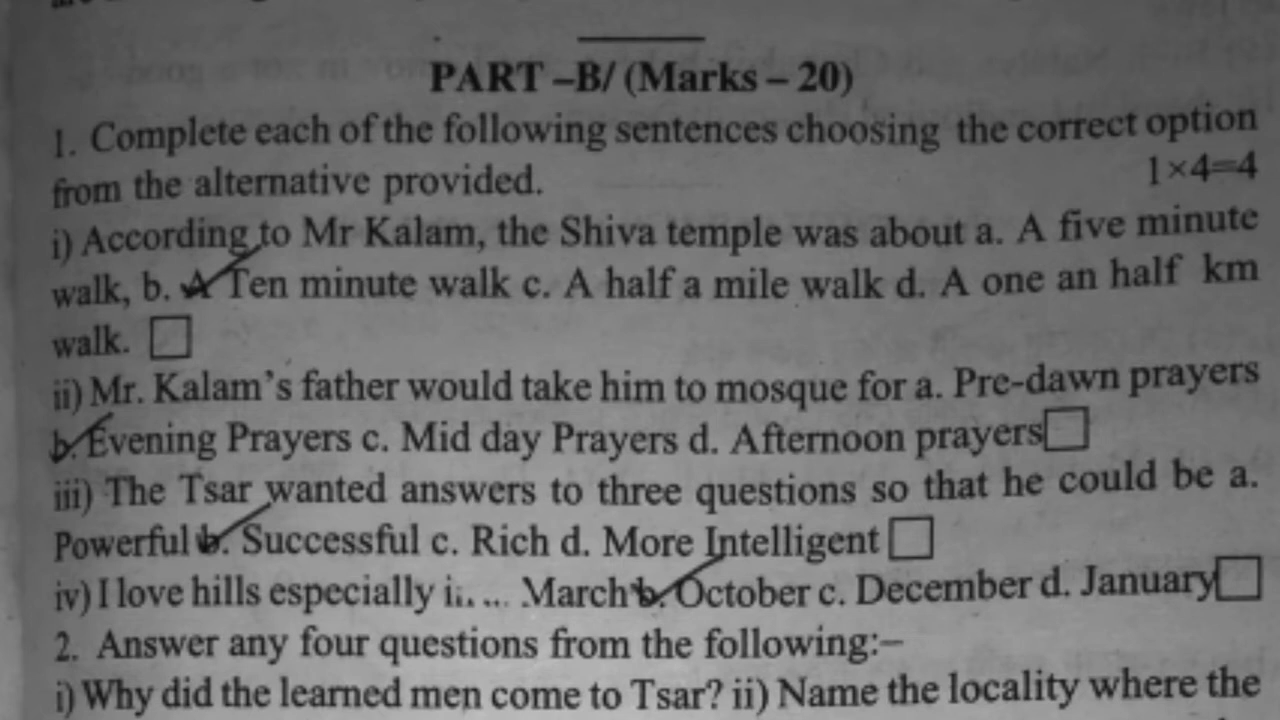 PART –B/ (Marks – 20)
1. Complete each of the following sentences choosing the correct option
from the alternative provided. 1×4=4
i) According to Mr Kalam, the Shiva temple was about a. A five minute
walk, b. A Ten minute walk c. A half a mile walk d. A one an half km
walk.
ii) Mr. Kalam's father would take him to mosque for a. Pre-dawn prayers
b. Evening Prayers c. Mid day Prayers d. Afternoon prayers
iii) The Tsar wanted answers to three questions so that he could be a.
Powerful b. Successful c. Rich d. More Intelligent
iv) I love hills especially i.. ... March b. October c. December d. January
2. Answer any four questions from the following:–
i) Why did the learned men come to Tsar? ii) Name the locality where the